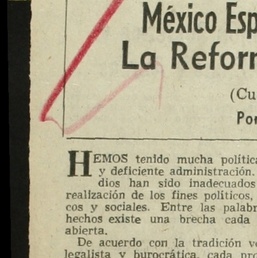 México Esp
La Reforr
(Cu
Por
HEMOS tenido mucha política
y deficiente administración.
dios han sido inadecuados
realización de los fines políticos,
cos y sociales. Entre las palabr
hechos existe una brecha cada
abierta.
De acuerdo con la tradición v
legalista y burocrática, cada pro